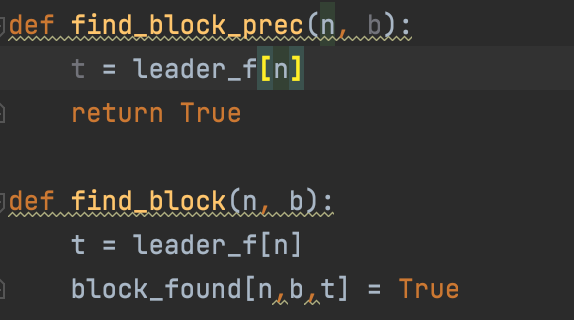 def find_block_prec(n, b):
    t = leader_f[n]
    return True
def find_block(n, b):
    t = leader_f[n]
    block_found[n,b,t] = True